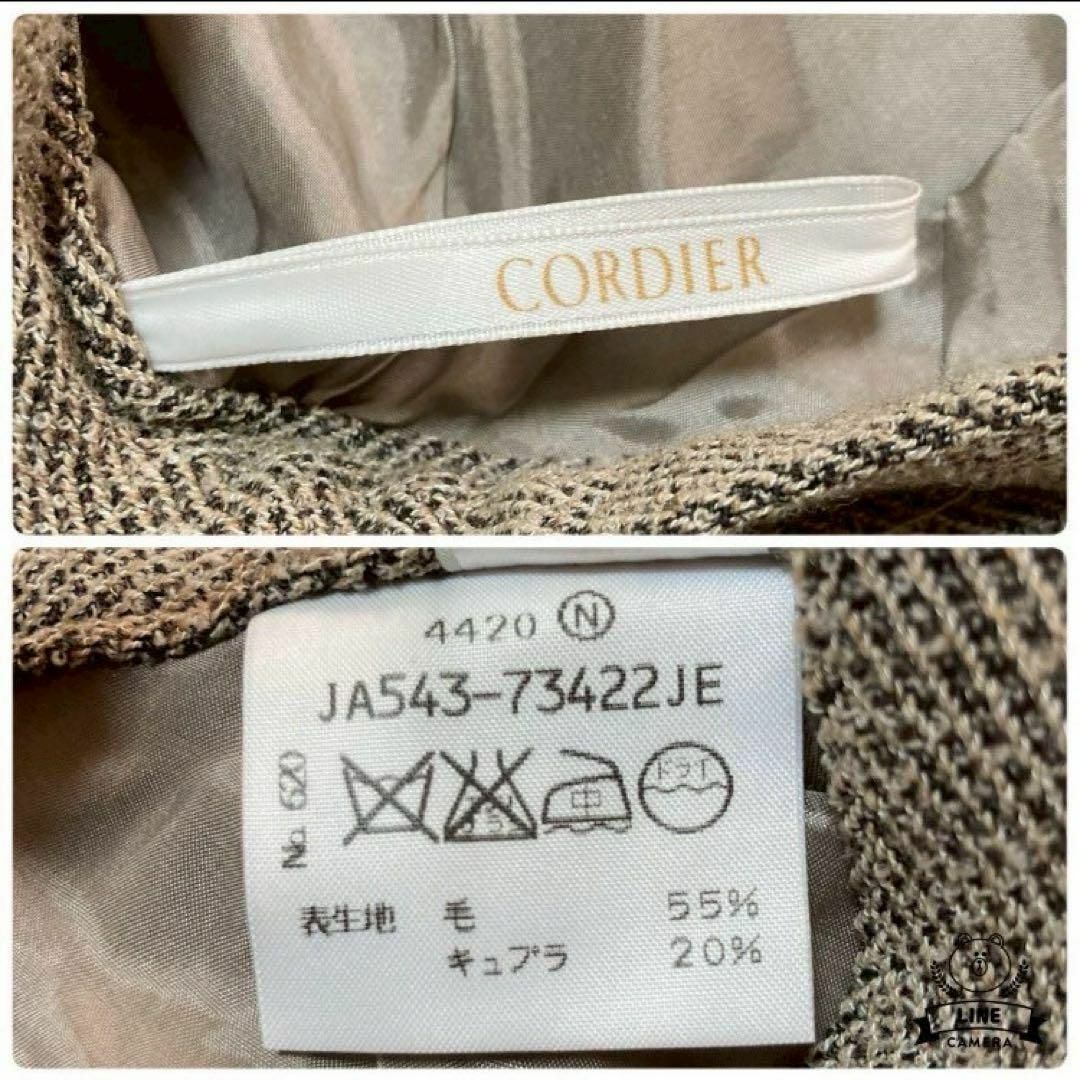 CORDIER
4420 Ⓝ
JA543-73422JE
No. 620
中
ドライ
表生地 毛 55%
キュプラ 20%
LINE
CAMERA